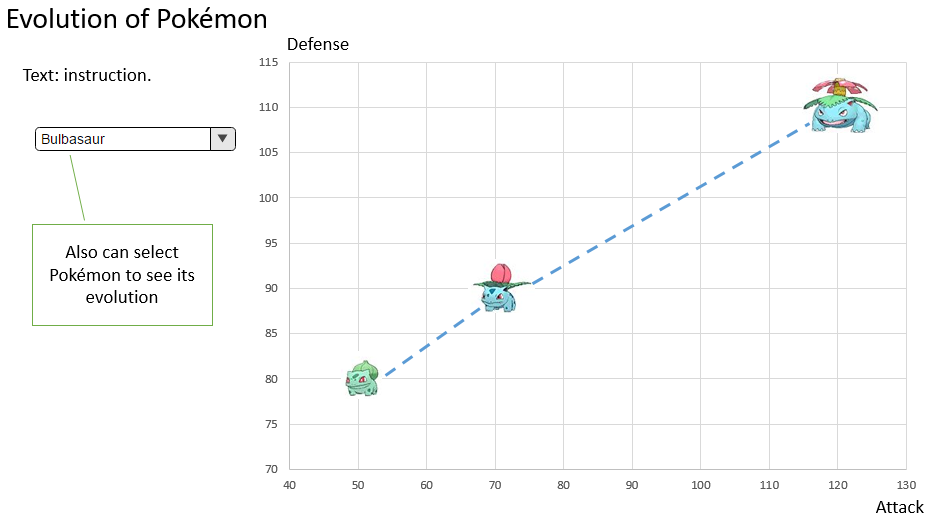 Evolution of Pokémon
Defense
Text: instruction.
Bulbasaur
Also can select
Pokémon to see its
evolution
115
110
105
100
95
90
85
80
75
70
40 50 60 70 80 90 100 110 120 130
Attack